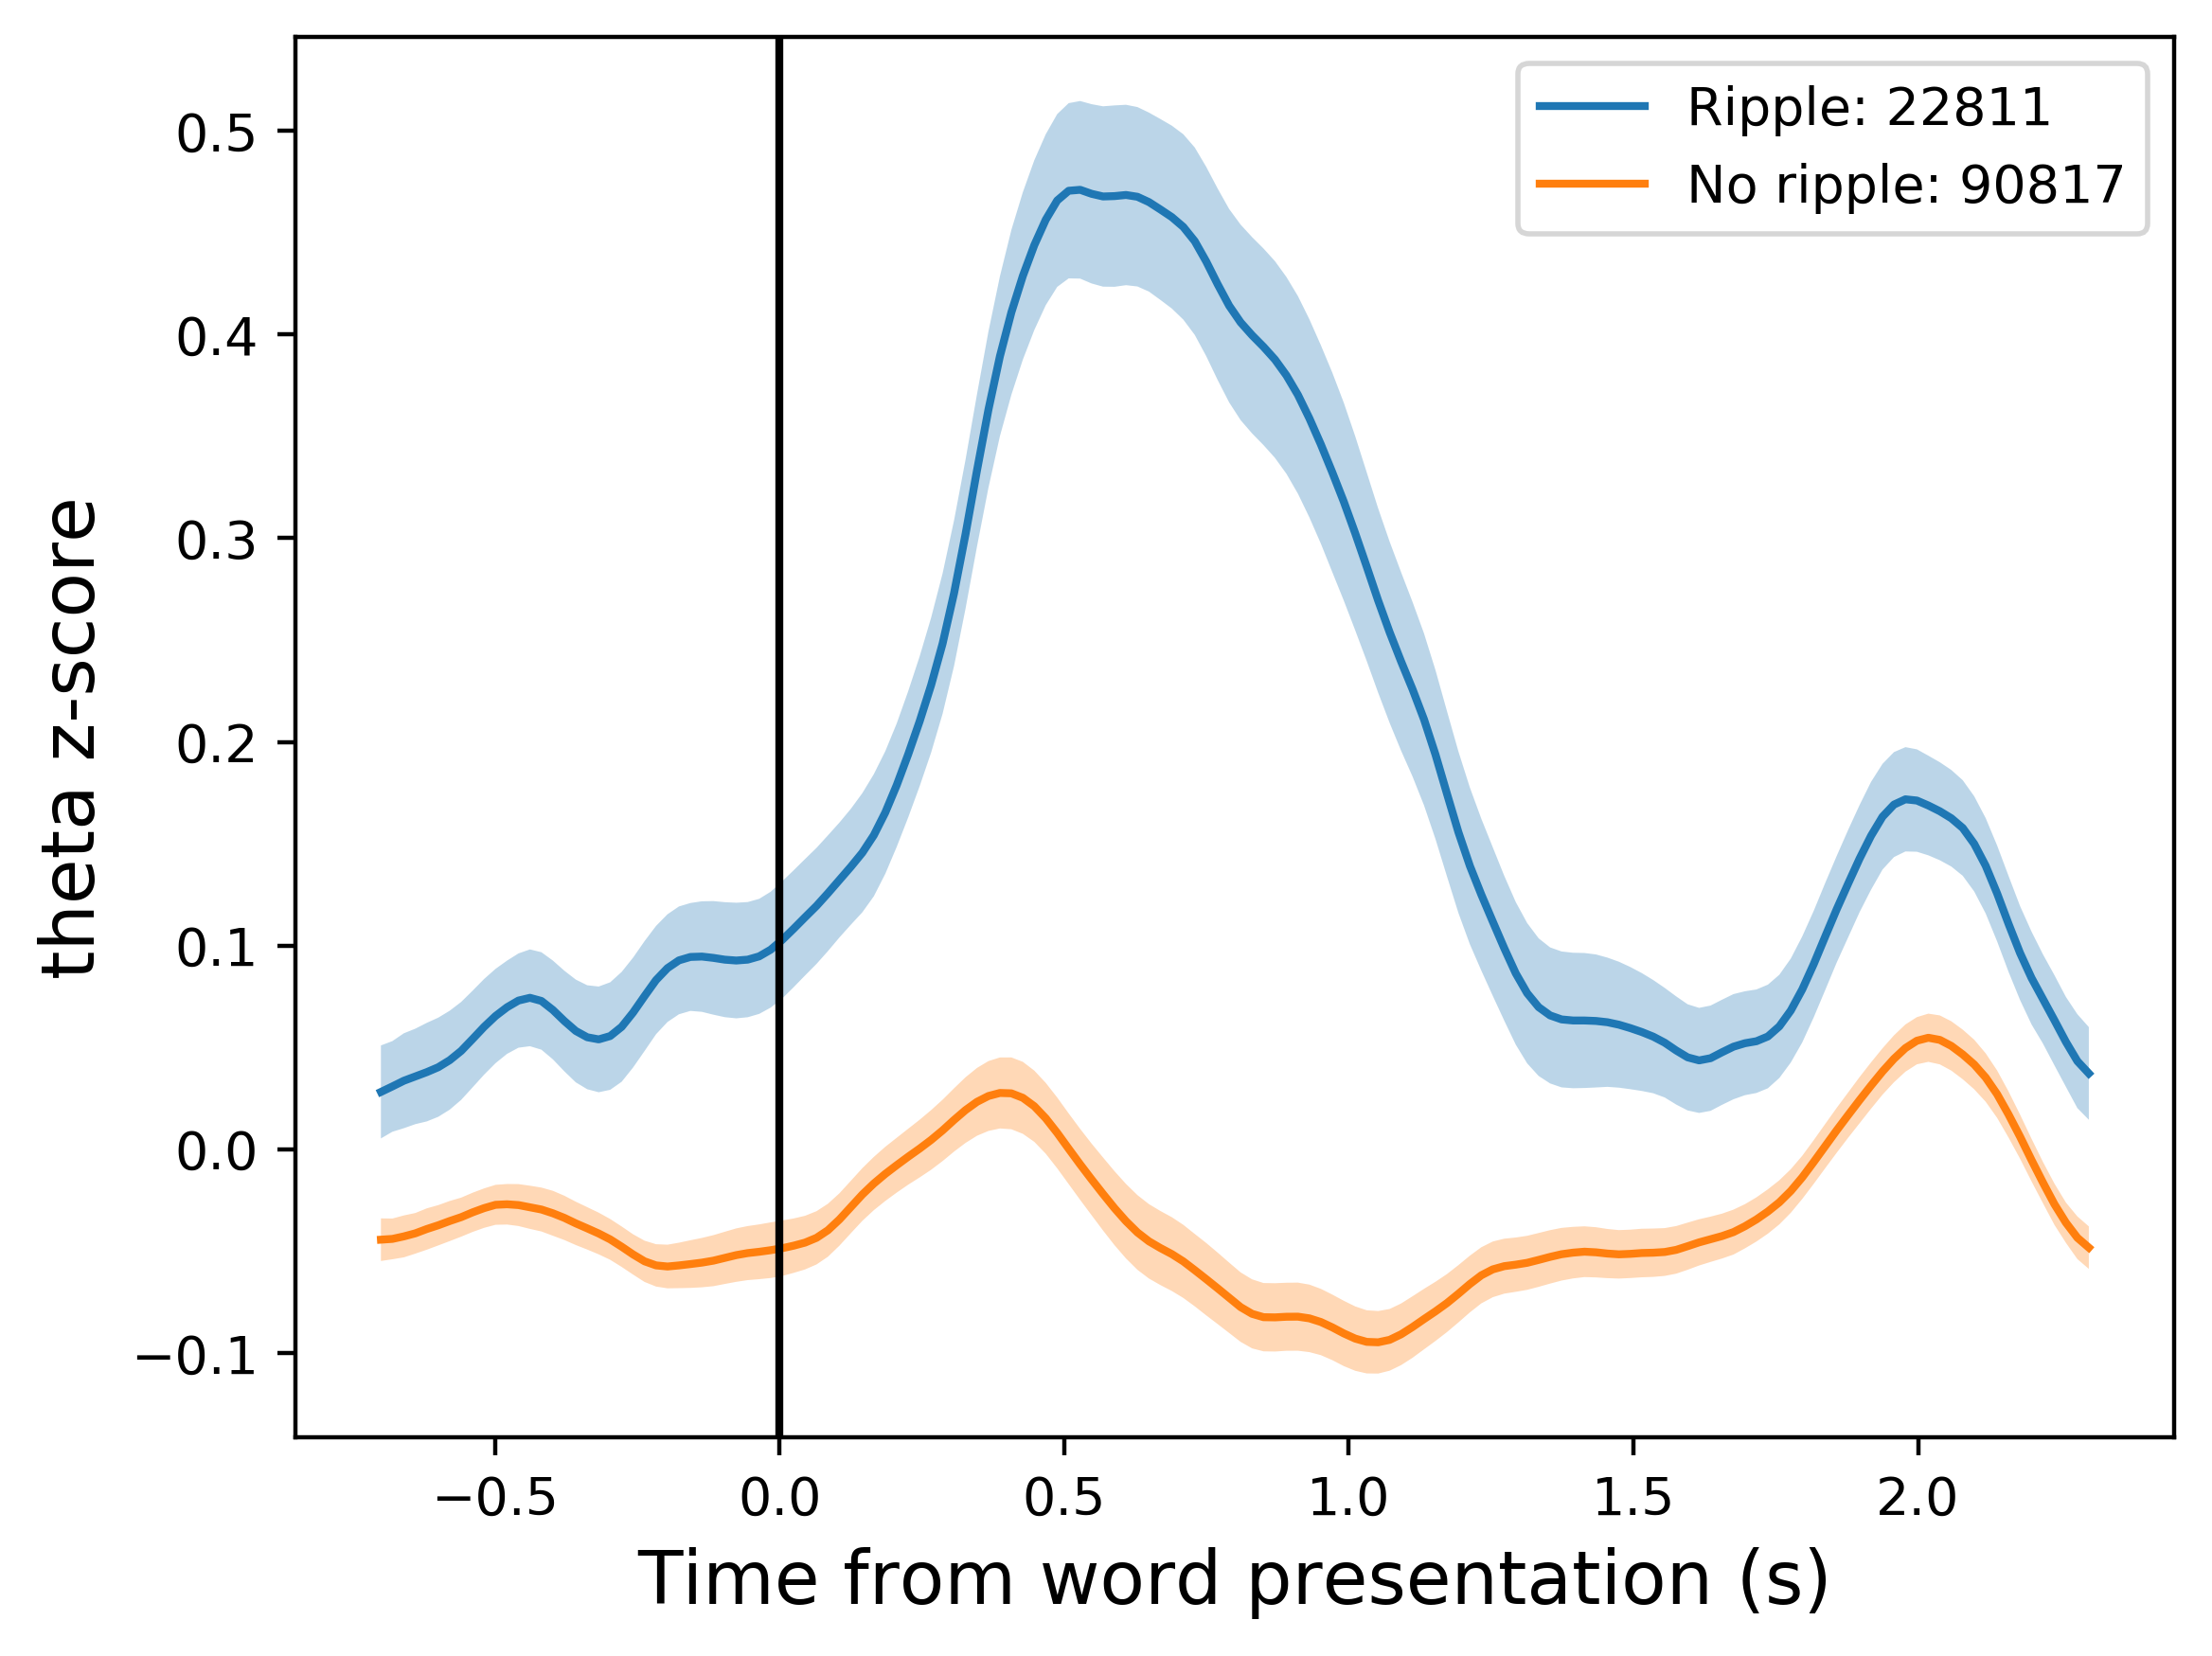 Ripple: 22811
No ripple: 90817
0.5
0.4
0.3
0.2
0.1
0.0
−0.1
theta z-score
−0.5 0.0 0.5 1.0 1.5 2.0
Time from word presentation (s)